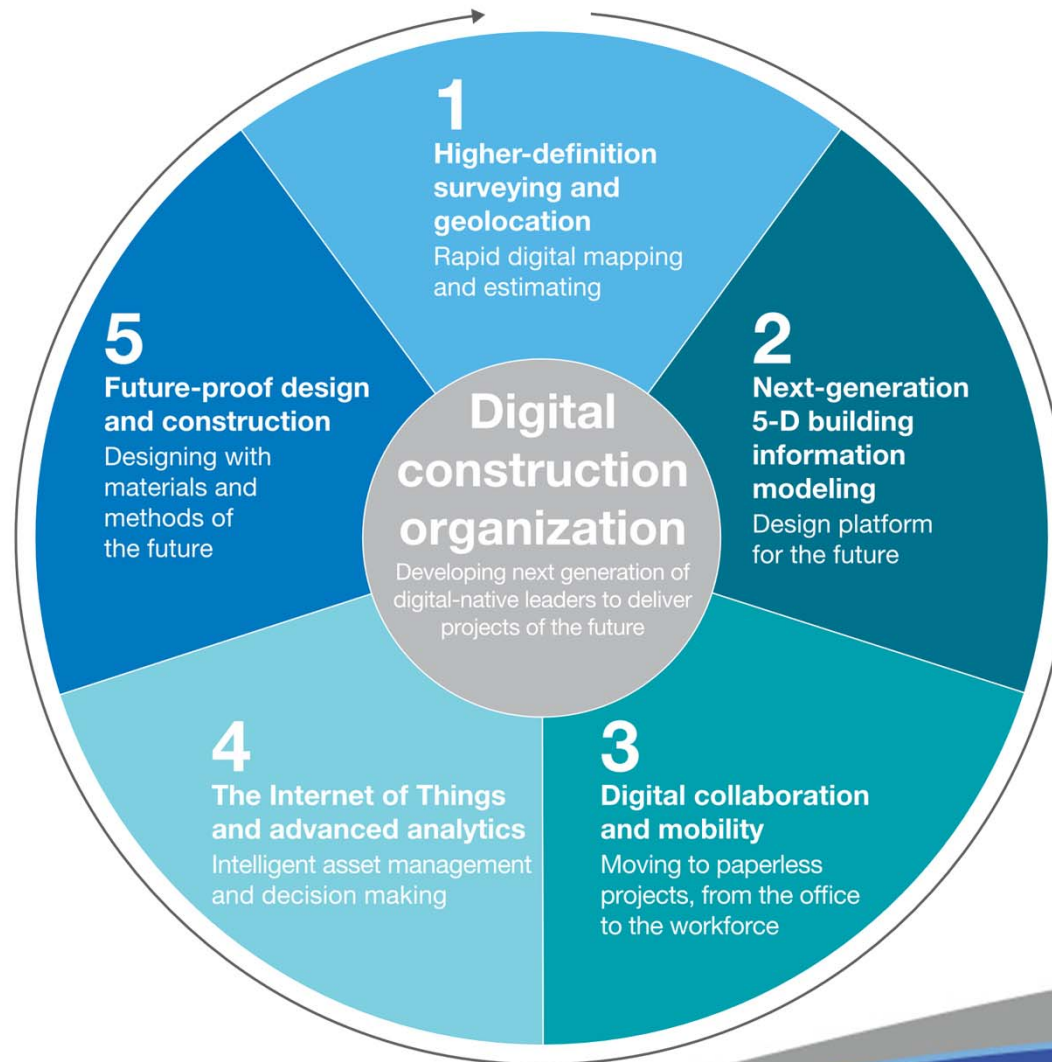 1
Higher-definition
surveying and
geolocation
Rapid digital mapping
and estimating
2
Next-generation
5-D building
information
modeling
Design platform
for the future
3
Digital collaboration
and mobility
Moving to paperless
projects, from the office
to the workforce
4
The Internet of Things
and advanced analytics
Intelligent asset management
and decision making
5
Future-proof design
and construction
Designing with
materials and
methods of
the future
Digital
construction
organization
Developing next generation of
digital-native leaders to deliver
projects of the future